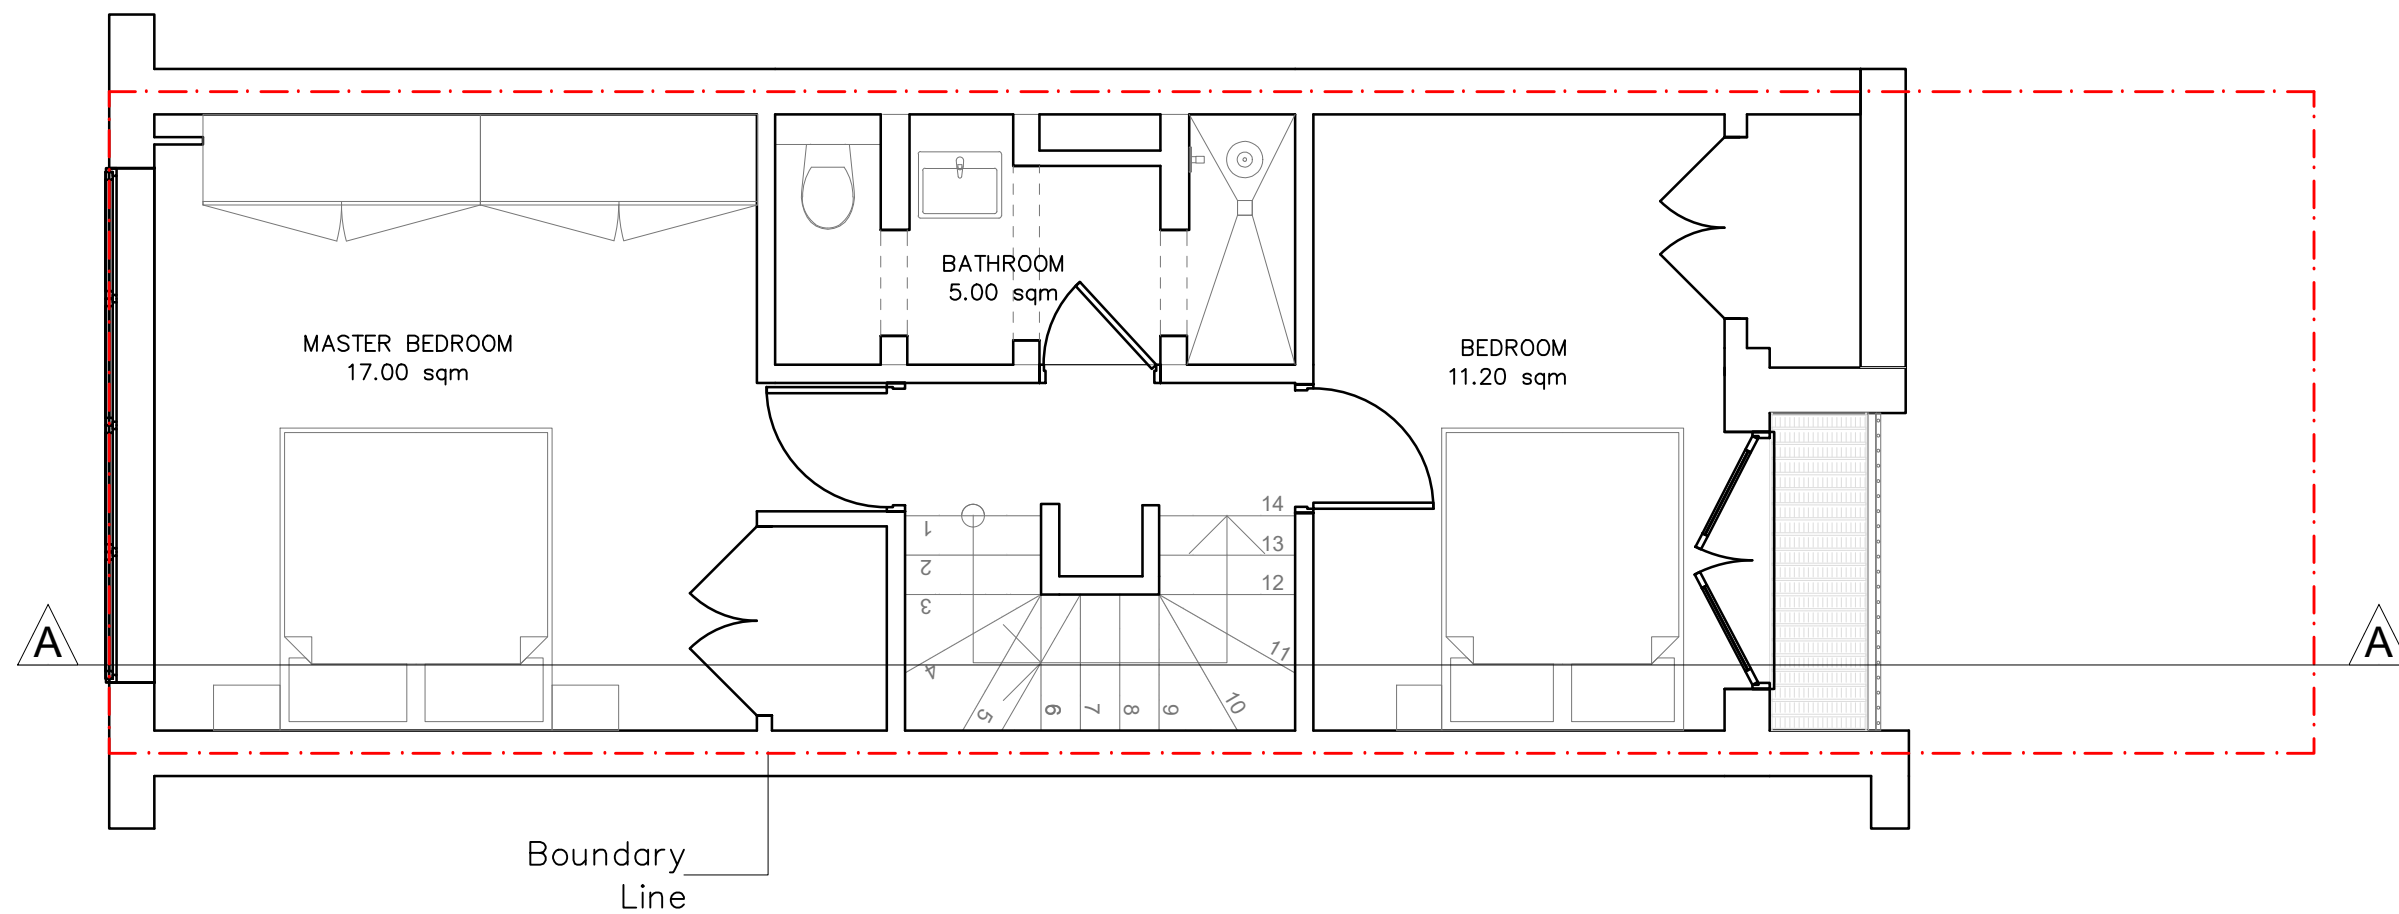 BATHROOM
5.00 sqm
MASTER BEDROOM
17.00 sqm
BEDROOM
11.20 sqm
14
1
13
2
12
3
11
4
10
5
6
7
8
9
A
A
Boundary
Line